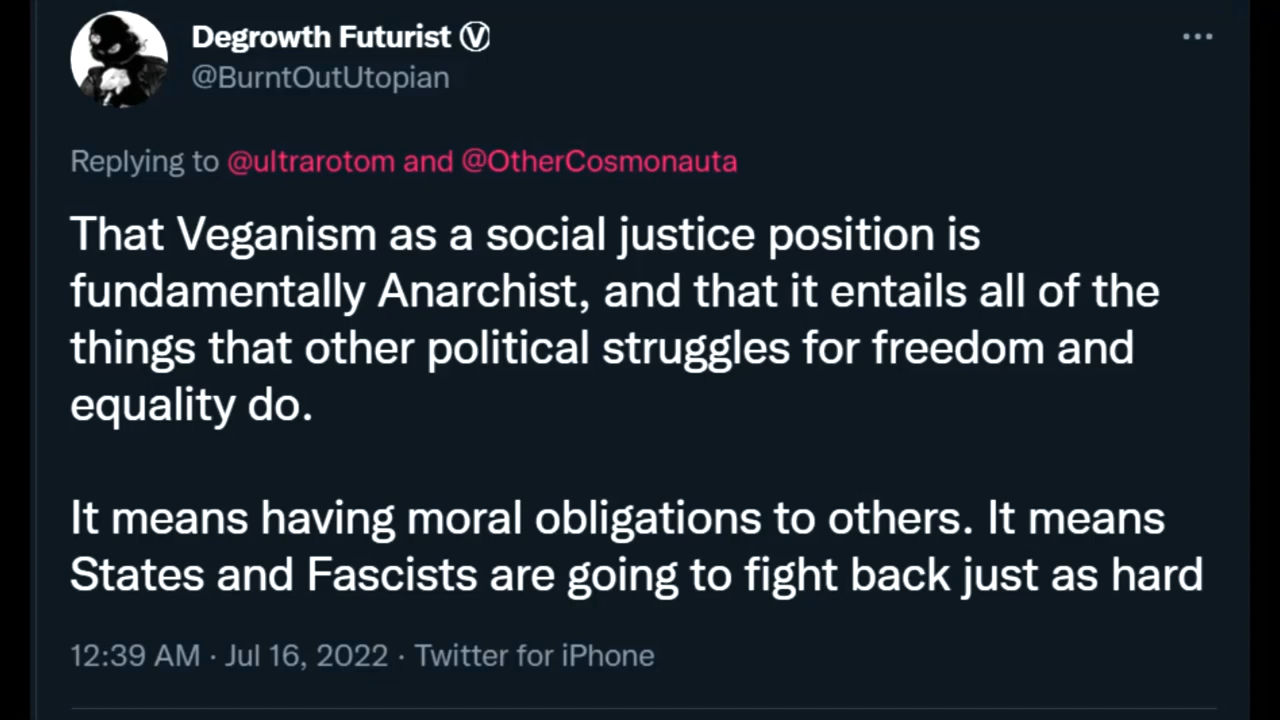 Degrowth Futurist Ⓥ
@BurntOutUtopian
Replying to @ultrarotom and @OtherCosmonauta
That Veganism as a social justice position is
fundamentally Anarchist, and that it entails all of the
things that other political struggles for freedom and
equality do.
It means having moral obligations to others. It means
States and Fascists are going to fight back just as hard
12:39 AM · Jul 16, 2022 · Twitter for iPhone